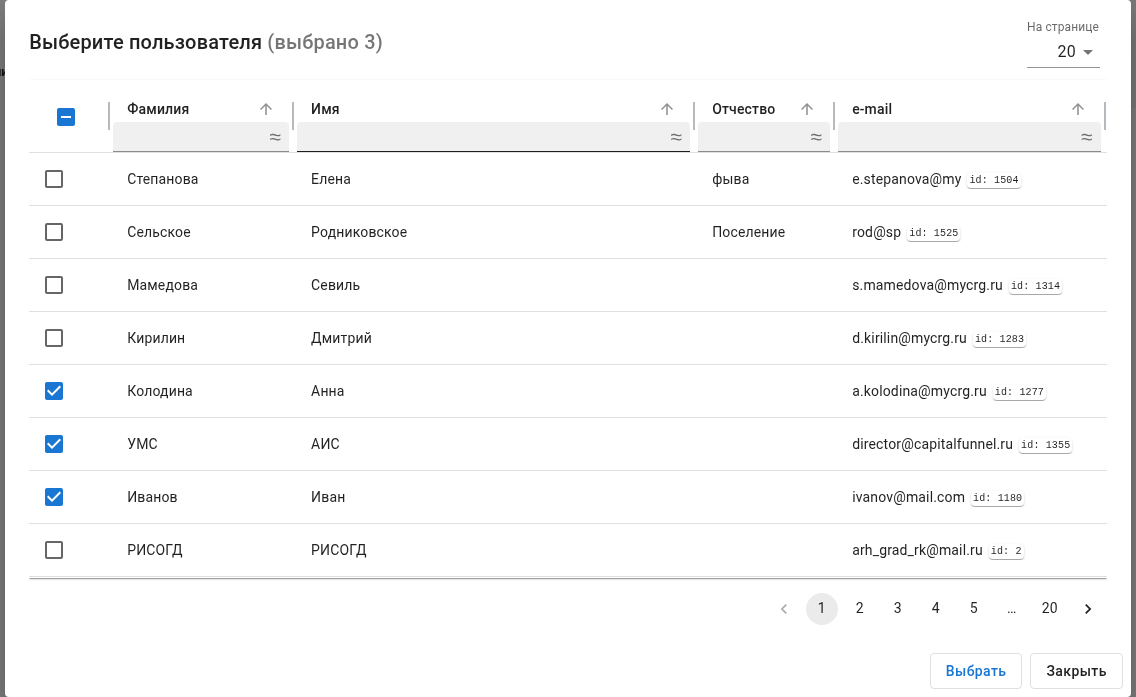 Выберите пользователя (выбрано 3)
На странице
20
Фамилия Имя Отчество e-mail
≈ ≈ ≈ ≈
Степанова Елена фыва e.stepanova@my id: 1504
Сельское Родниковское Поселение rod@sp id: 1525
Мамедова Севиль s.mamedova@mycrg.ru id: 1314
Кирилин Дмитрий d.kirilin@mycrg.ru id: 1283
Колодина Анна a.kolodina@mycrg.ru id: 1277
УМС АИС director@capitalfunnel.ru id: 1355
Иванов Иван ivanov@mail.com id: 1180
РИСОГД РИСОГД arh_grad_rk@mail.ru id: 2
1 2 3 4 5 … 20
Выбрать Закрыть